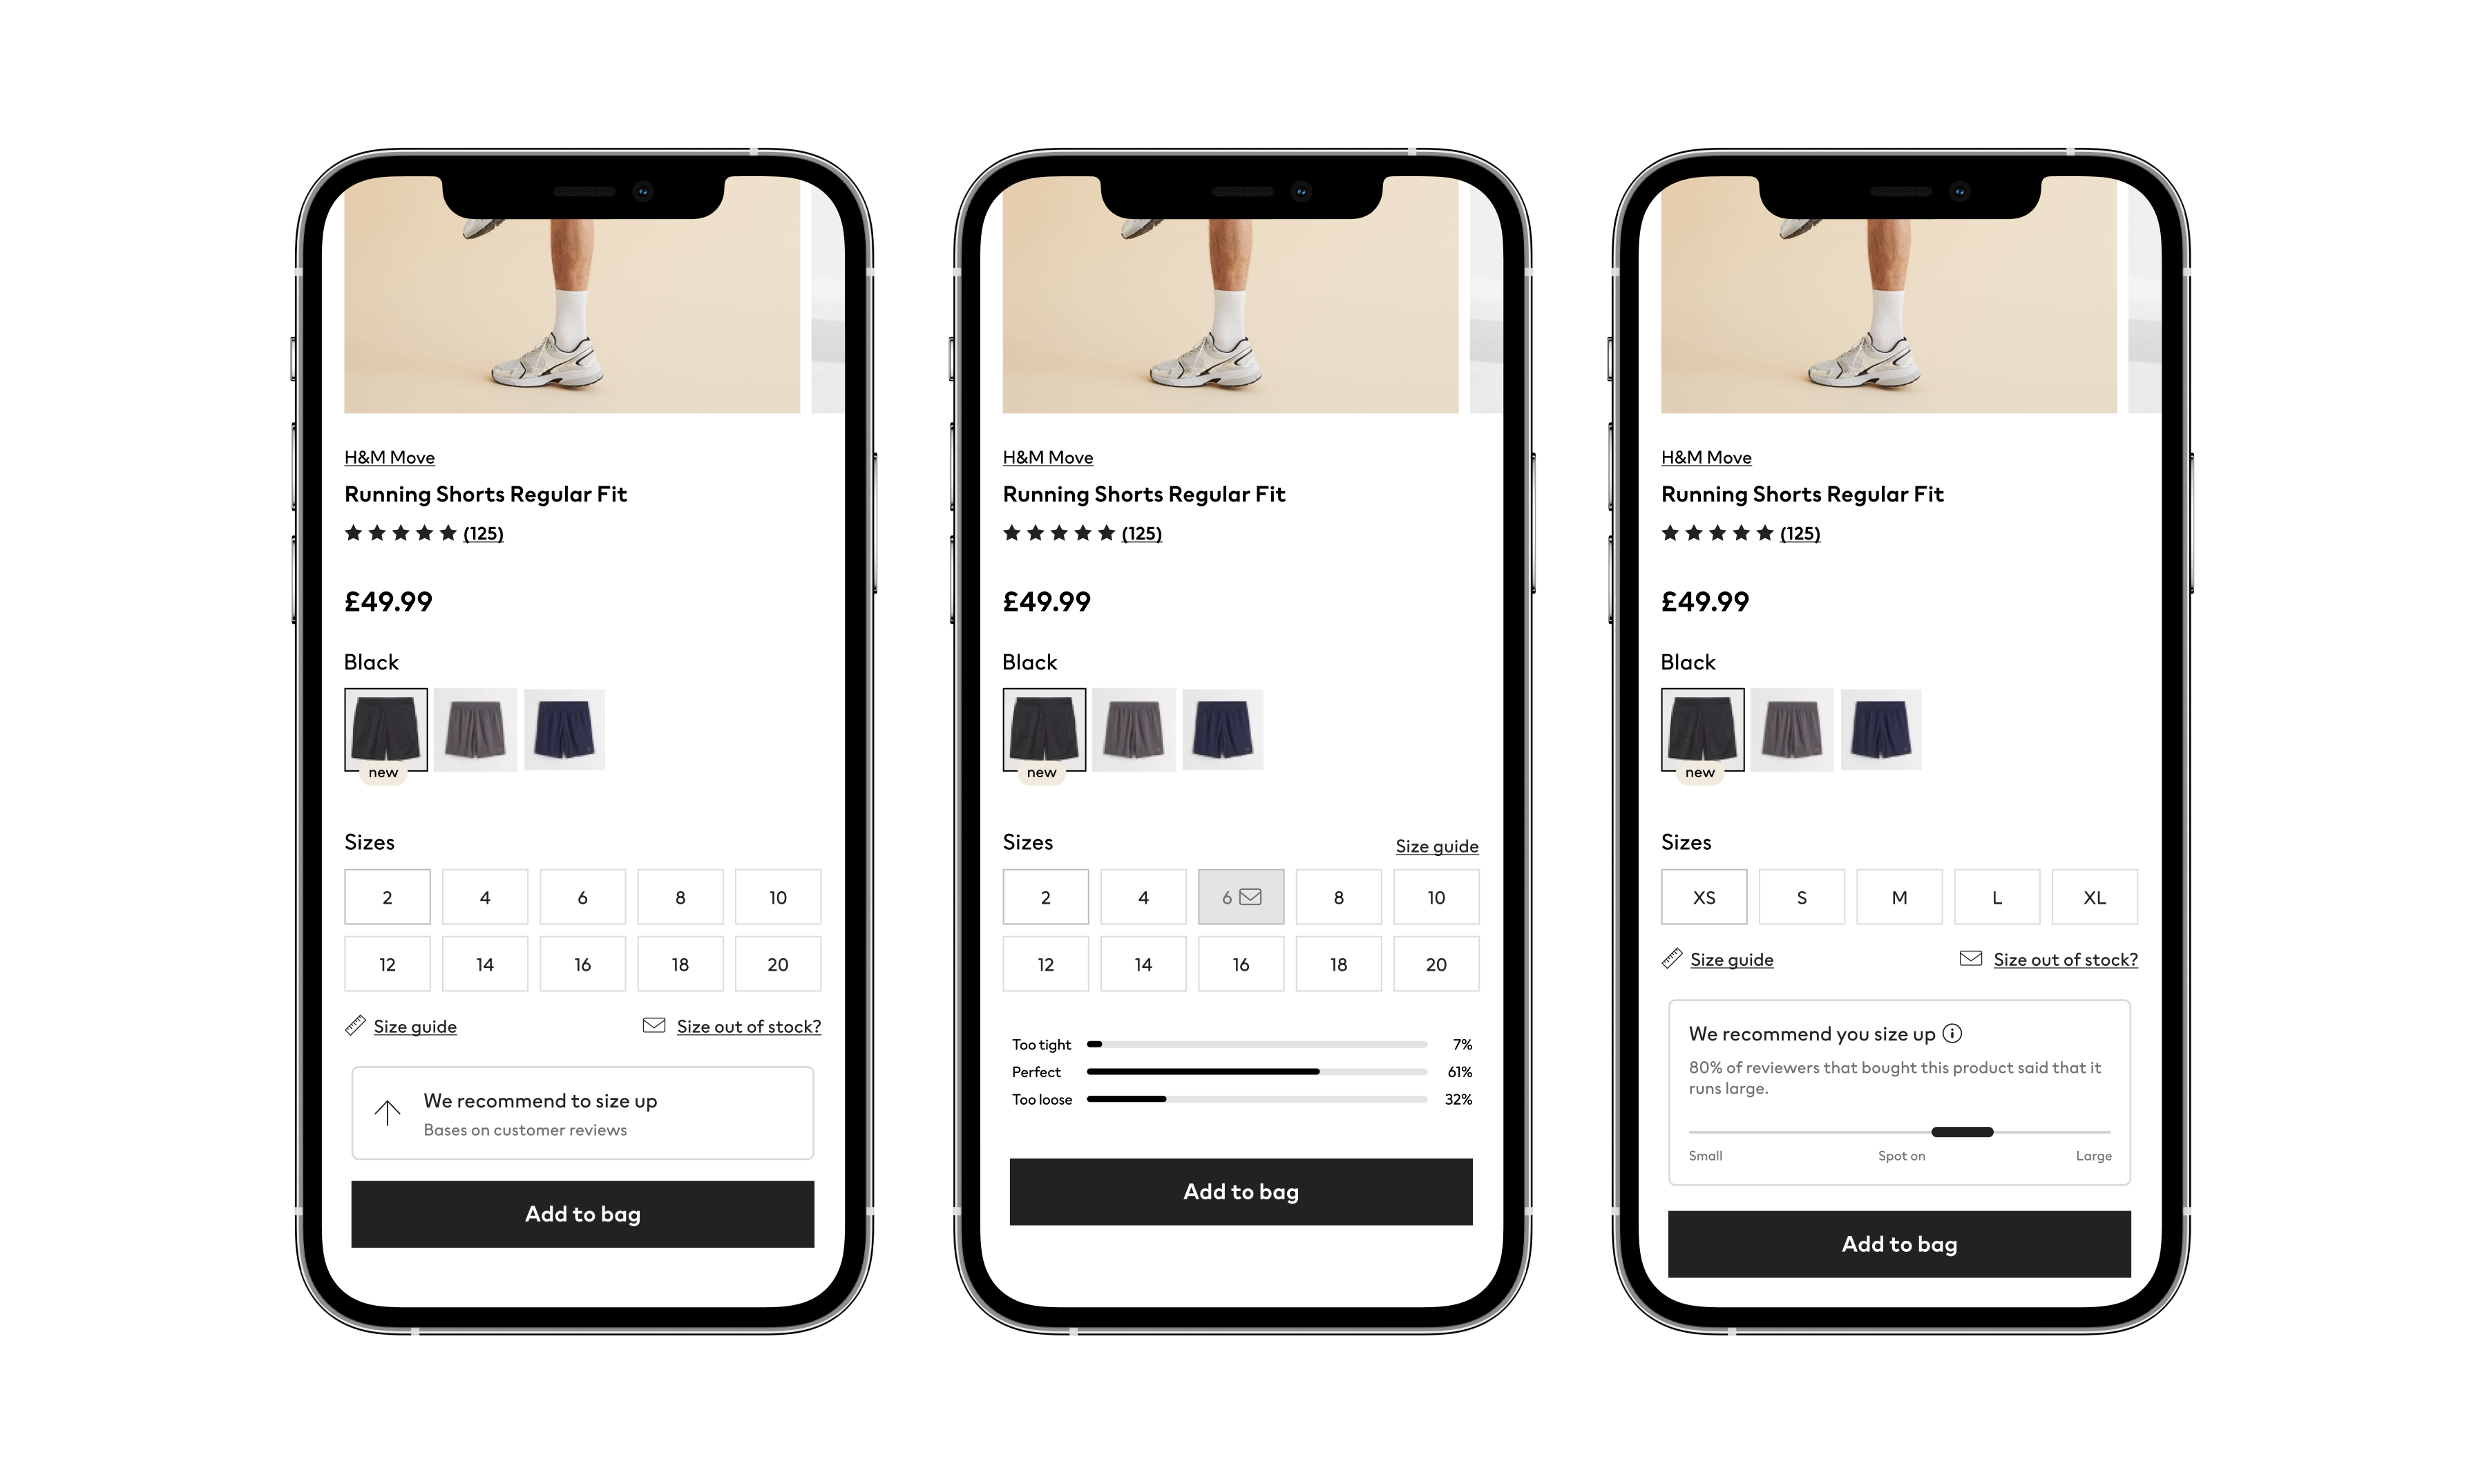 H&M Move
Running Shorts Regular Fit
(125)
£49.99
Black
new
Sizes
2 4 6 8 10
12 14 16 18 20
Size guide Size out of stock?
We recommend to size up
Bases on customer reviews
Add to bag
H&M Move
Running Shorts Regular Fit
(125)
£49.99
Black
new
Sizes Size guide
2 4 6 8 10
12 14 16 18 20
Too tight 7%
Perfect 61%
Too loose 32%
Add to bag
H&M Move
Running Shorts Regular Fit
(125)
£49.99
Black
new
Sizes
XS S M L XL
Size guide Size out of stock?
We recommend you size up
80% of reviewers that bought this product said that it
runs large.
Small Spot on Large
Add to bag